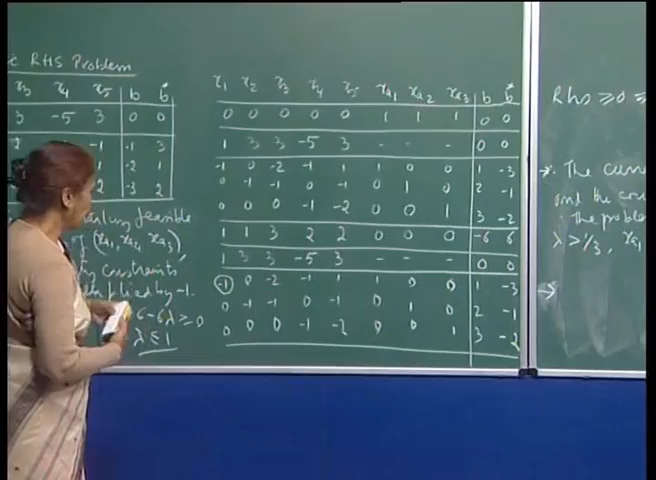 RHS Problem
x3 x4 x5 b b*
3 -5 3 0 0
-1 -1 3
1 -2 1
2 -3 2
feasible
(xa1, xa2, xa3)
constraints
multiplied by -1.
6-6λ ≥ 0
λ ≤ 1
x1 x2 x3 x4 x5 xa1 xa2 xa3 b b*
0 0 0 0 0 1 1 1 0 0
1 3 3 -5 3 - - - 0 0
-1 0 -2 -1 1 1 0 0 1 -3
0 -1 -1 0 -1 0 1 0 2 -1
0 0 0 -1 -2 0 0 1 3 -2
1 1 3 2 2 0 0 0 -6 6
1 3 3 -5 3 - - - 0 0
-1 0 -2 -1 1 1 0 0 1 -3
0 -1 -1 0 -1 0 1 0 2 -1
0 0 0 -1 -2 0 0 1 3 -2
Rhs ≥ 0
The
and the
the proble
λ > 1/3, xa1